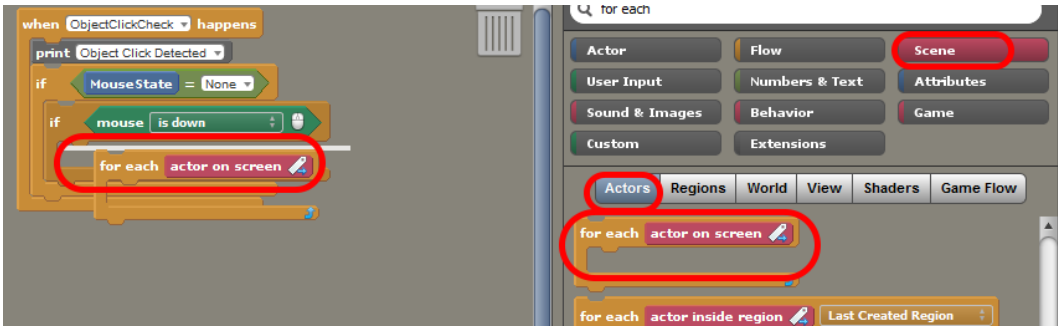 when ObjectClickCheck happens
print Object Click Detected
if MouseState = None
if mouse is down
for each actor on screen
for each
Actor Flow Scene
User Input Numbers & Text Attributes
Sound & Images Behavior Game
Custom Extensions
Actors Regions World View Shaders Game Flow
for each actor on screen
for each actor inside region Last Created Region